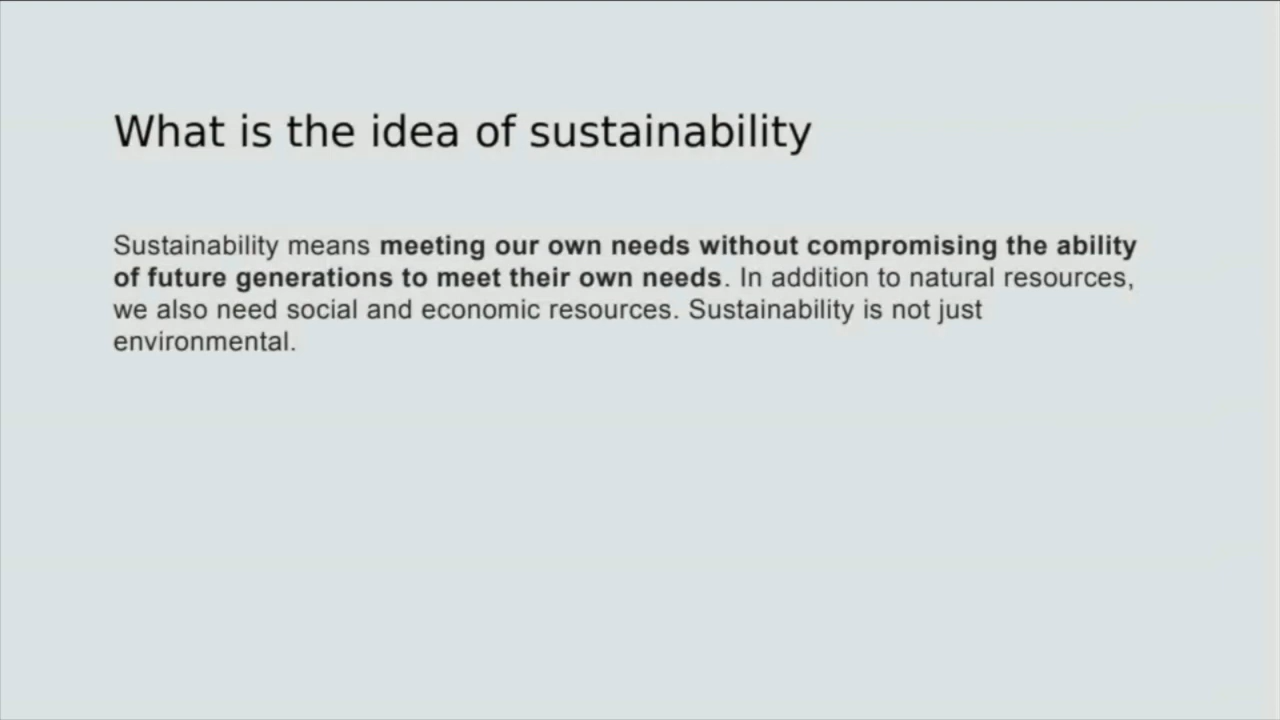 What is the idea of sustainability
Sustainability means meeting our own needs without compromising the ability
of future generations to meet their own needs. In addition to natural resources,
we also need social and economic resources. Sustainability is not just
environmental.